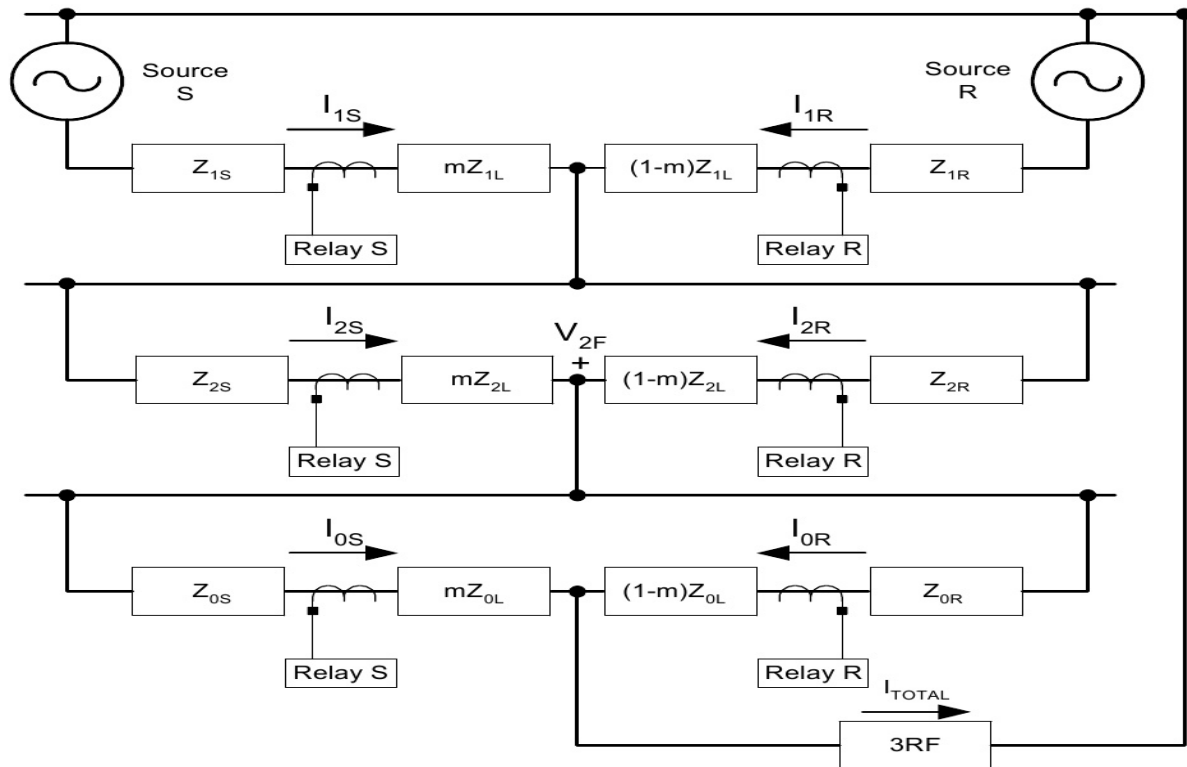 Source
S
Source
R
I1S
I1R
Z1S
mZ1L
(1-m)Z1L
Z1R
Relay S
Relay R
I2S
V2F
+
I2R
Z2S
mZ2L
(1-m)Z2L
Z2R
Relay S
Relay R
I0S
I0R
Z0S
mZ0L
(1-m)Z0L
Z0R
Relay S
Relay R
ITOTAL
3RF